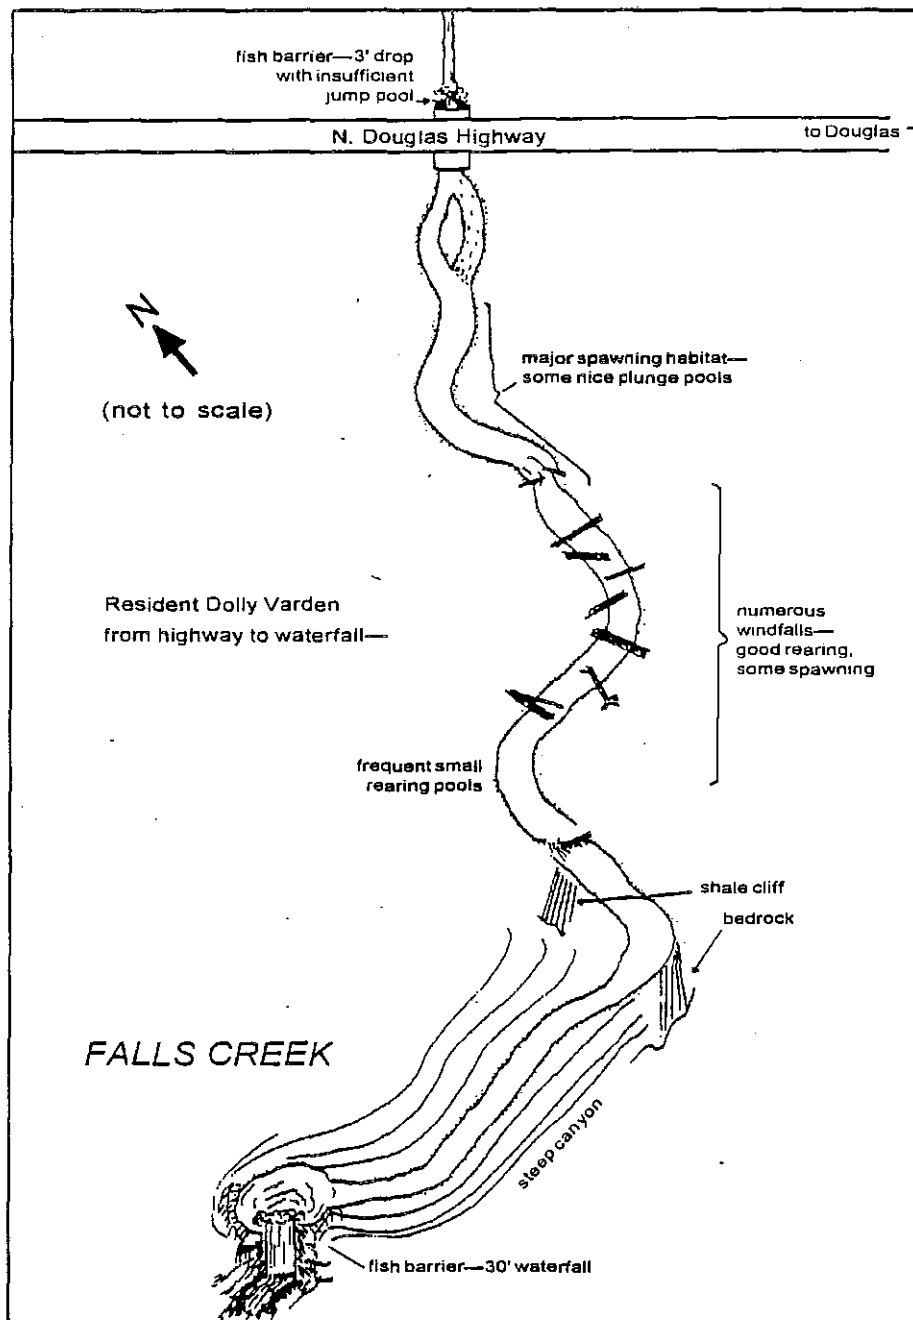 fish barrier—3' drop
with insufficient
jump pool
N. Douglas Highway
to Douglas
N
(not to scale)
major spawning habitat—
some nice plunge pools
Resident Dolly Varden
from highway to waterfall—
numerous
windfalls—
good rearing,
some spawning
frequent small
rearing pools
shale cliff
bedrock
FALLS CREEK
steep canyon
fish barrier—30' waterfall